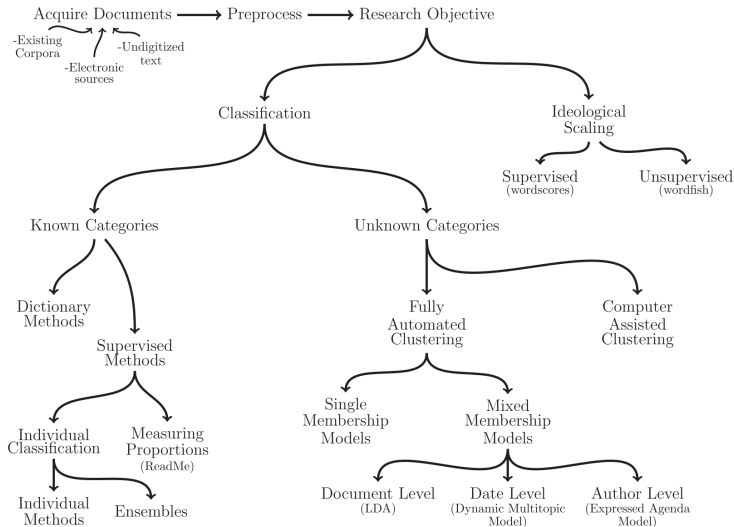 Acquire Documents
Preprocess
Research Objective
-Existing
Corpora
-Electronic
sources
-Undigitized
text
Classification
Ideological
Scaling
Supervised
(wordscores)
Unsupervised
(wordfish)
Known Categories
Unknown Categories
Dictionary
Methods
Supervised
Methods
Fully
Automated
Clustering
Computer
Assisted
Clustering
Individual
Classification
Measuring
Proportions
(ReadMe)
Single
Membership
Models
Mixed
Membership
Models
Individual
Methods
Ensembles
Document Level
(LDA)
Date Level
(Dynamic Multitopic
Model)
Author Level
(Expressed Agenda
Model)